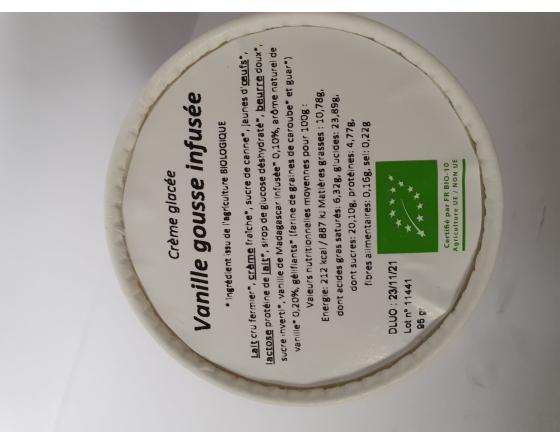 Crème glacée
Vanille gousse infusée
* Ingrédient issu de l'agriculture BIOLOGIQUE
Lait cru fermier*, crème fraîche*, sucre de canne*, jaunes d'œufs*,
lactose protéine de lait*, sirop de glucose déshydraté*, beurre doux*,
sucre inverti*, vanille de Madagascar infusée* 0,10%, arôme naturel de
vanille* 0,20%, gélifiants* (farine de graines de caroube* et guar*)
Valeurs nutritionnelles moyennes pour 100g :
Energie: 212 kcal / 887 kJ Matières grasses : 10,78g,
dont acides gras saturés: 6,32g, glucides: 23,89g,
dont sucres: 20,10g, protéines: 4,77g,
fibres alimentaires: 0,16g, sel: 0,22g
DLUO : 23/11/21
Lot n° 11441
95 gr
Certifié par FR BIO-10
Agriculture UE / NON UE